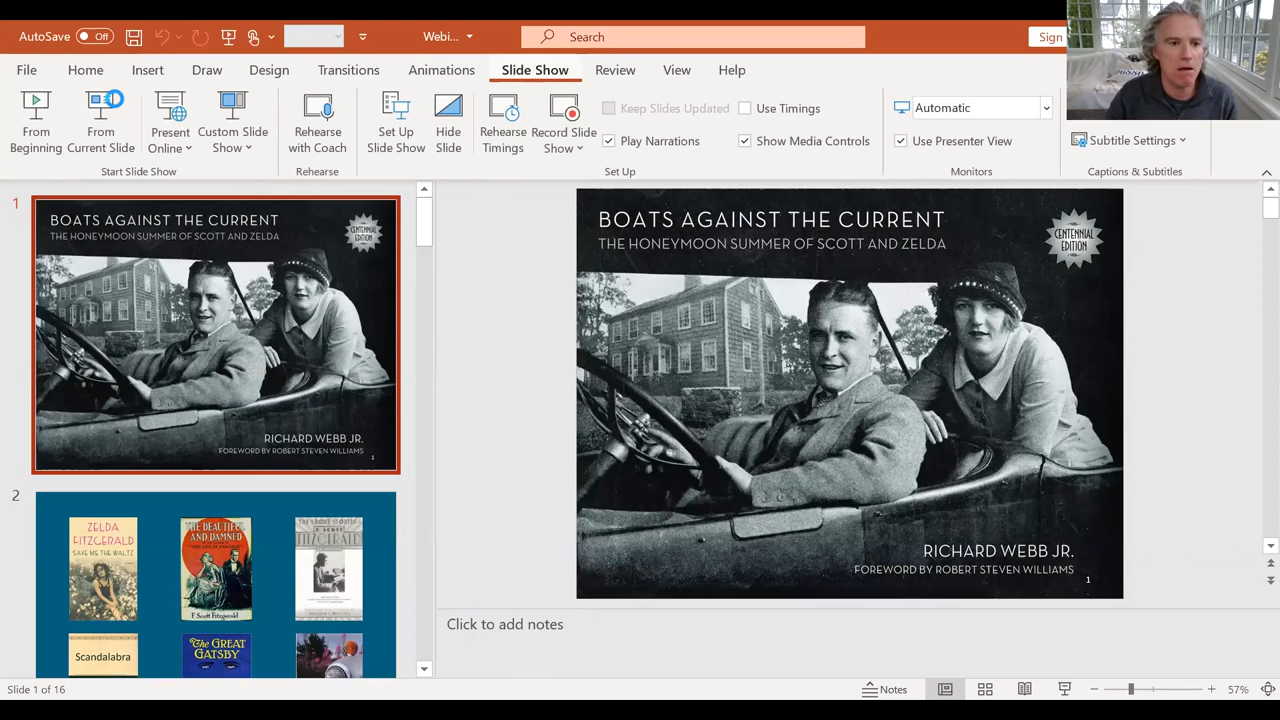 AutoSave Off
Webi...
Search
Sign
File Home Insert Draw Design Transitions Animations Slide Show Review View Help
From Beginning
From Current Slide
Present Online
Custom Slide Show
Start Slide Show
Rehearse with Coach
Rehearse
Set Up Slide Show
Hide Slide
Rehearse Timings
Record Slide Show
Keep Slides Updated
Play Narrations
Use Timings
Show Media Controls
Set Up
Automatic
Use Presenter View
Monitors
Subtitle Settings
Captions & Subtitles
1
BOATS AGAINST THE CURRENT
THE HONEYMOON SUMMER OF SCOTT AND ZELDA
CENTENNIAL
EDITION
RICHARD WEBB JR.
FOREWORD BY ROBERT STEVEN WILLIAMS
1
2
ZELDA
FITZGERALD
SAVE ME THE WALTZ
THE BEAUTIFUL
AND DAMNED
F. Scott Fitzgerald
FITZGERALD
Scandalabra
The GREAT
GATSBY
BOATS AGAINST THE CURRENT
THE HONEYMOON SUMMER OF SCOTT AND ZELDA
CENTENNIAL
EDITION
RICHARD WEBB JR.
FOREWORD BY ROBERT STEVEN WILLIAMS
1
Click to add notes
Slide 1 of 16
Notes
57%